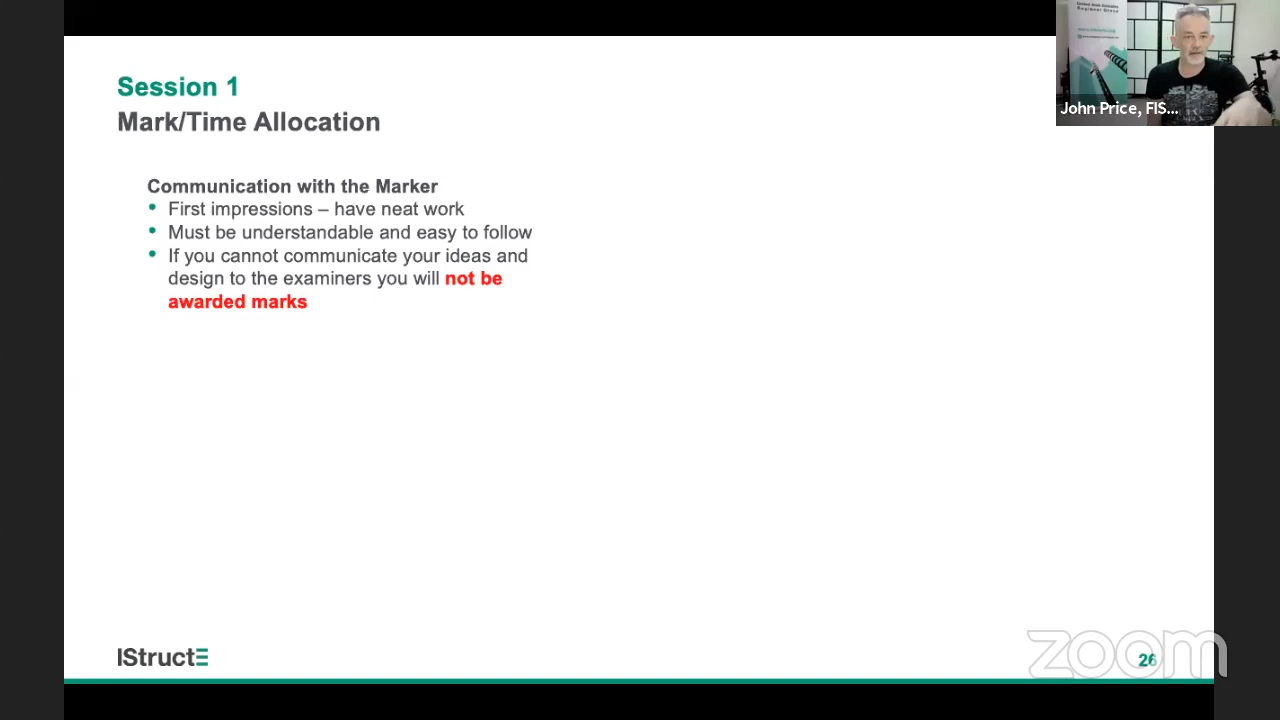 Session 1
Mark/Time Allocation
Communication with the Marker
• First impressions – have neat work
• Must be understandable and easy to follow
• If you cannot communicate your ideas and
design to the examiners you will not be
awarded marks
John Price, FIS...
IStructE
zoom
26